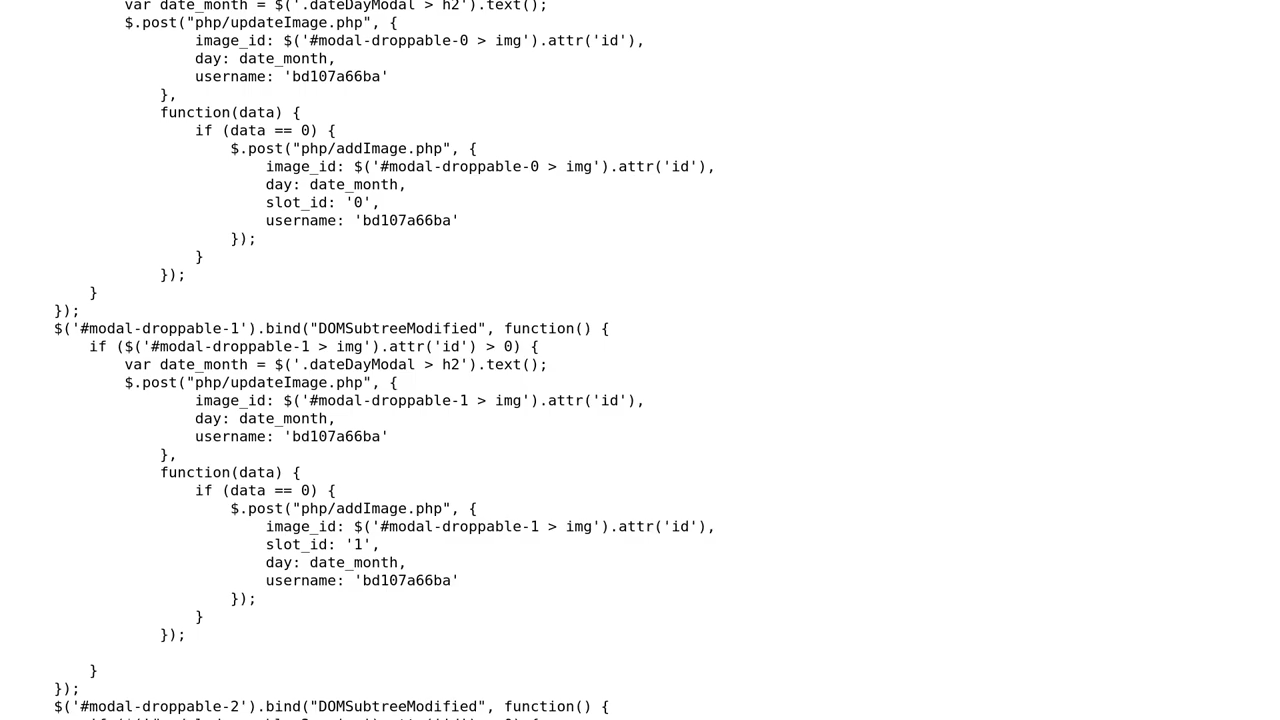 var date_month = $('.dateDayModal > h2').text();
$.post("php/updateImage.php", {
image_id: $('#modal-droppable-0 > img').attr('id'),
day: date_month,
username: 'bd107a66ba'
},
function(data) {
if (data == 0) {
$.post("php/addImage.php", {
image_id: $('#modal-droppable-0 > img').attr('id'),
day: date_month,
slot_id: '0',
username: 'bd107a66ba'
});
}
});
}
});
$('#modal-droppable-1').bind("DOMSubtreeModified", function() {
if ($('#modal-droppable-1 > img').attr('id') > 0) {
var date_month = $('.dateDayModal > h2').text();
$.post("php/updateImage.php", {
image_id: $('#modal-droppable-1 > img').attr('id'),
day: date_month,
username: 'bd107a66ba'
},
function(data) {
if (data == 0) {
$.post("php/addImage.php", {
image_id: $('#modal-droppable-1 > img').attr('id'),
slot_id: '1',
day: date_month,
username: 'bd107a66ba'
});
}
});
}
});
$('#modal-droppable-2').bind("DOMSubtreeModified", function() {